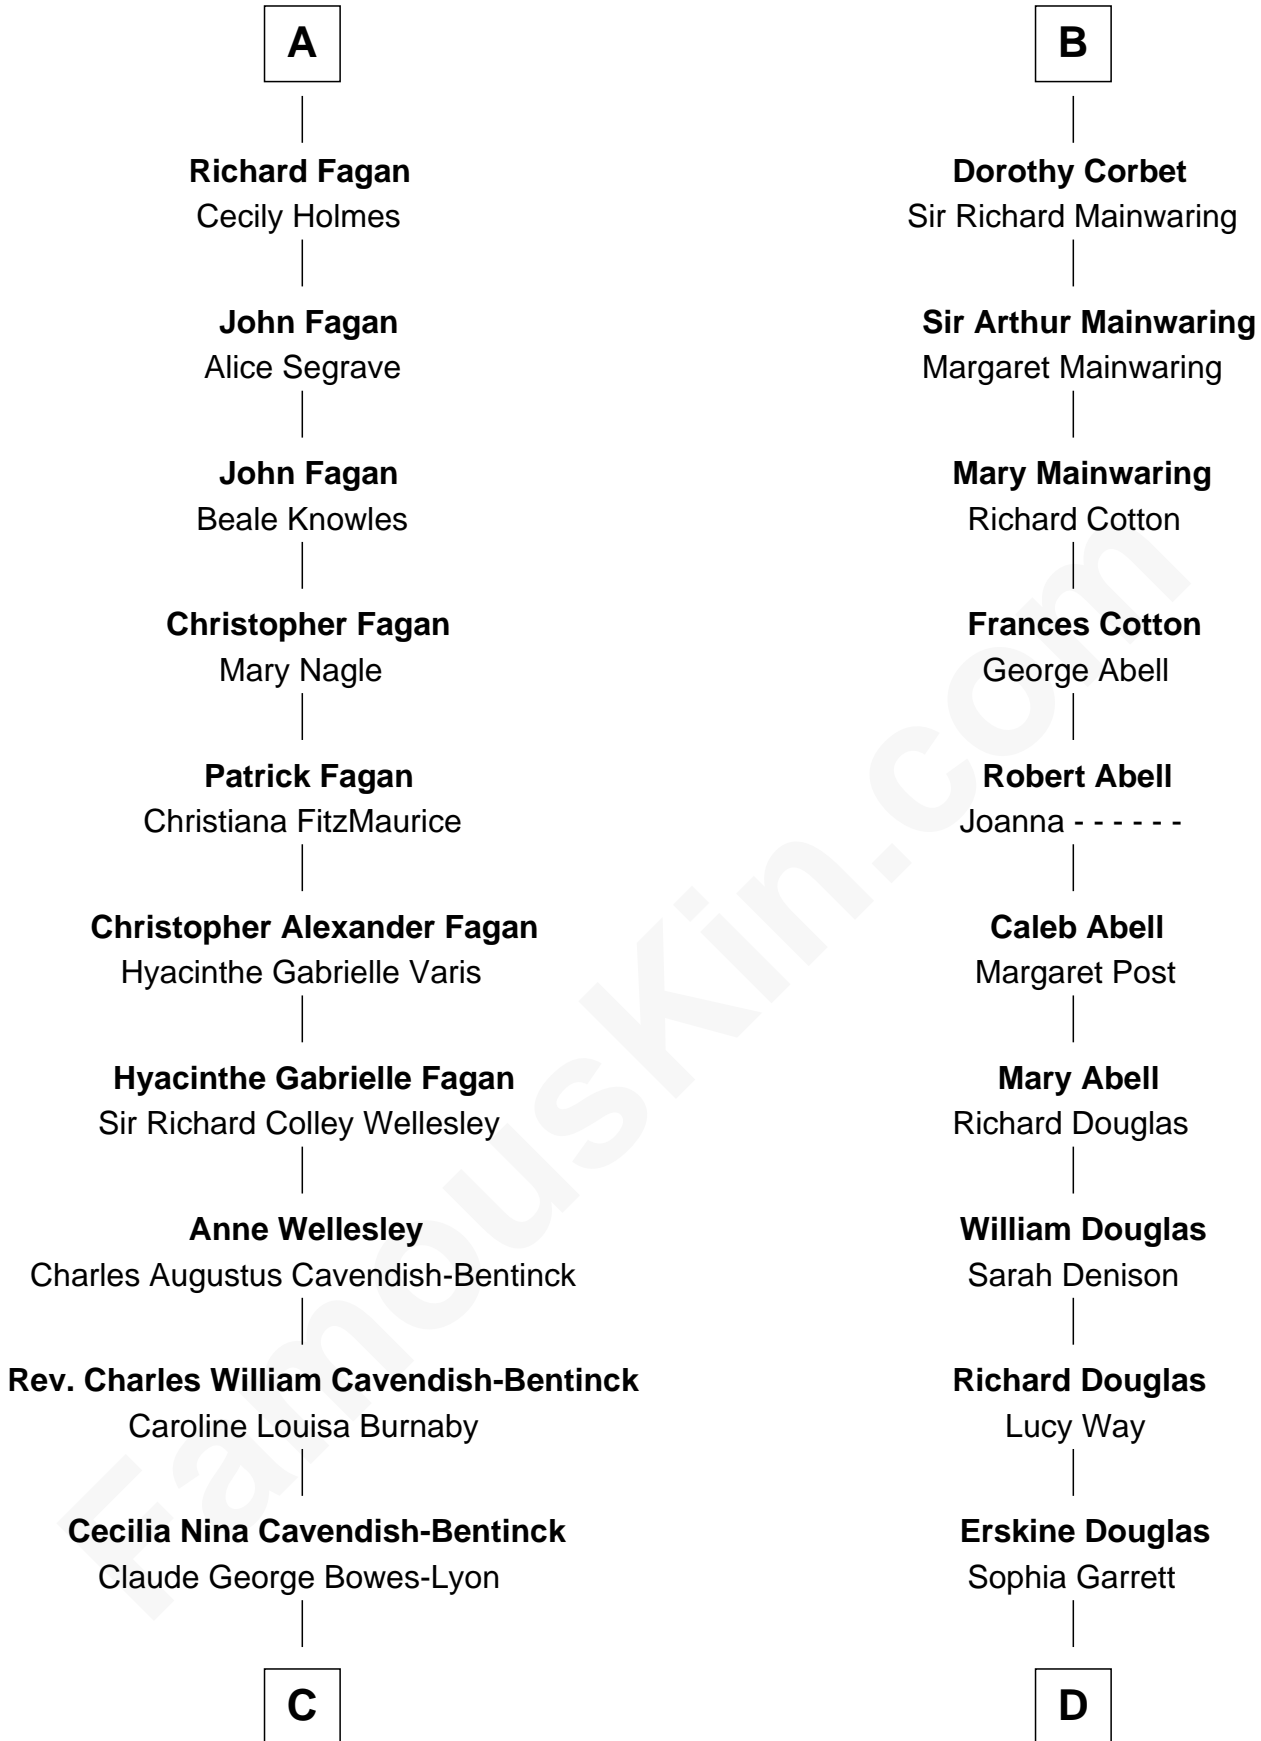 A
Richard Fagan
Cecily Holmes
John Fagan
Alice Segrave
John Fagan
Beale Knowles
Christopher Fagan
Mary Nagle
Patrick Fagan
Christiana FitzMaurice
Christopher Alexander Fagan
Hyacinthe Gabrielle Varis
Hyacinthe Gabrielle Fagan
Sir Richard Colley Wellesley
Anne Wellesley
Charles Augustus Cavendish-Bentinck
Rev. Charles William Cavendish-Bentinck
Caroline Louisa Burnaby
Cecilia Nina Cavendish-Bentinck
Claude George Bowes-Lyon
C
B
Dorothy Corbet
Sir Richard Mainwaring
Sir Arthur Mainwaring
Margaret Mainwaring
Mary Mainwaring
Richard Cotton
Frances Cotton
George Abell
Robert Abell
Joanna - - - - - -
Caleb Abell
Margaret Post
Mary Abell
Richard Douglas
William Douglas
Sarah Denison
Richard Douglas
Lucy Way
Erskine Douglas
Sophia Garrett
D
FamousKin.com